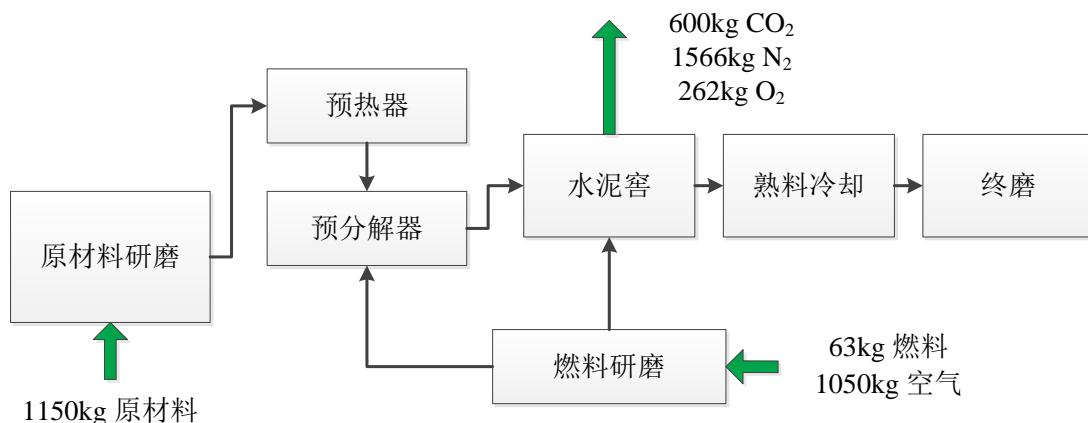 600kg CO₂
1566kg N₂
262kg O₂
预热器
水泥窑
熟料冷却
终磨
预分解器
原材料研磨
燃料研磨
63kg 燃料
1050kg 空气
1150kg 原材料